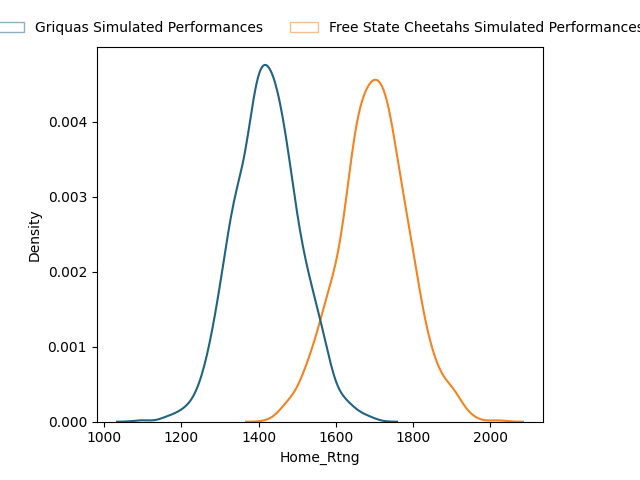 Griquas Simulated Performances Free State Cheetahs Simulated Performances
0.004
0.003
0.002
0.001
0.000
Density
1000 1200 1400 1600 1800 2000
Home_Rtng